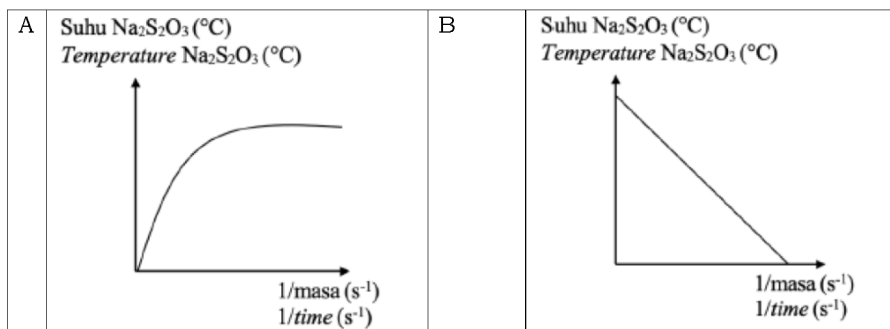 A
Suhu Na₂S₂O₃ (°C)
Temperature Na₂S₂O₃ (°C)
1/masa (s⁻¹)
1/time (s⁻¹)
B
Suhu Na₂S₂O₃ (°C)
Temperature Na₂S₂O₃ (°C)
1/masa (s⁻¹)
1/time (s⁻¹)